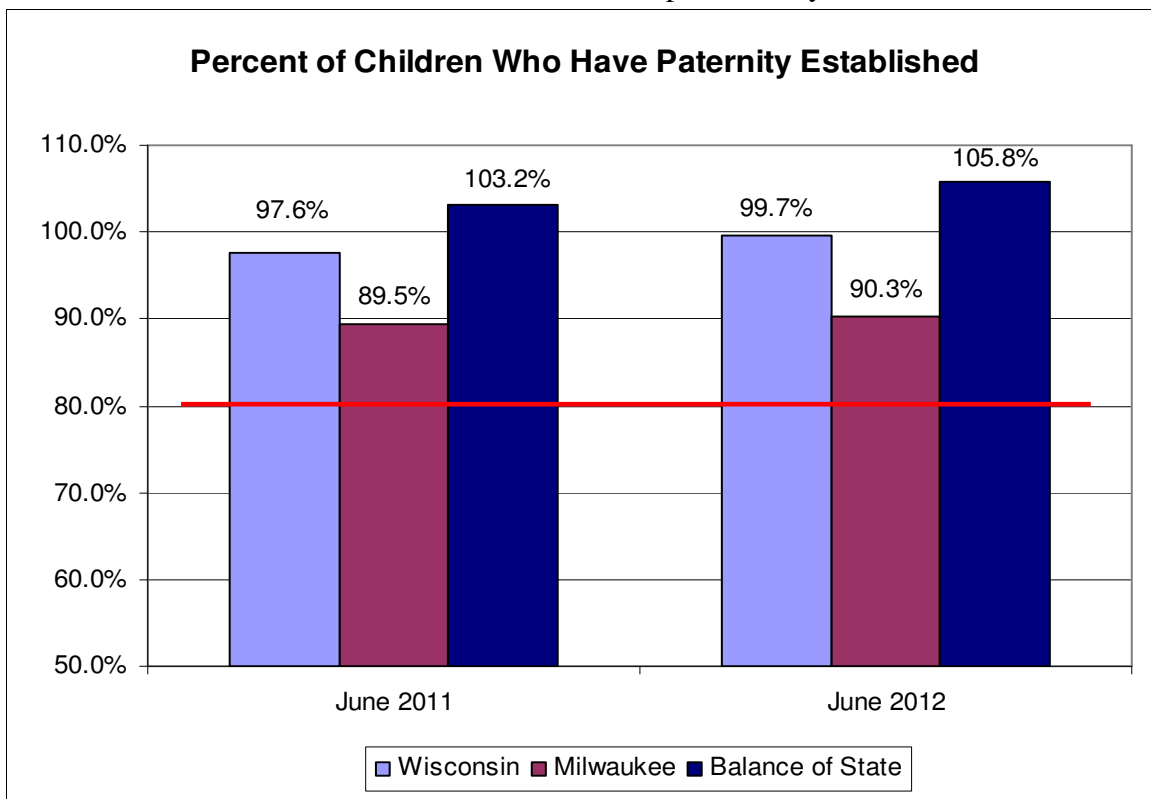 Percent of Children Who Have Paternity Established
110.0%
100.0%
90.0%
80.0%
70.0%
60.0%
50.0%
97.6%
89.5%
103.2%
99.7%
90.3%
105.8%
June 2011
June 2012
Wisconsin
Milwaukee
Balance of State